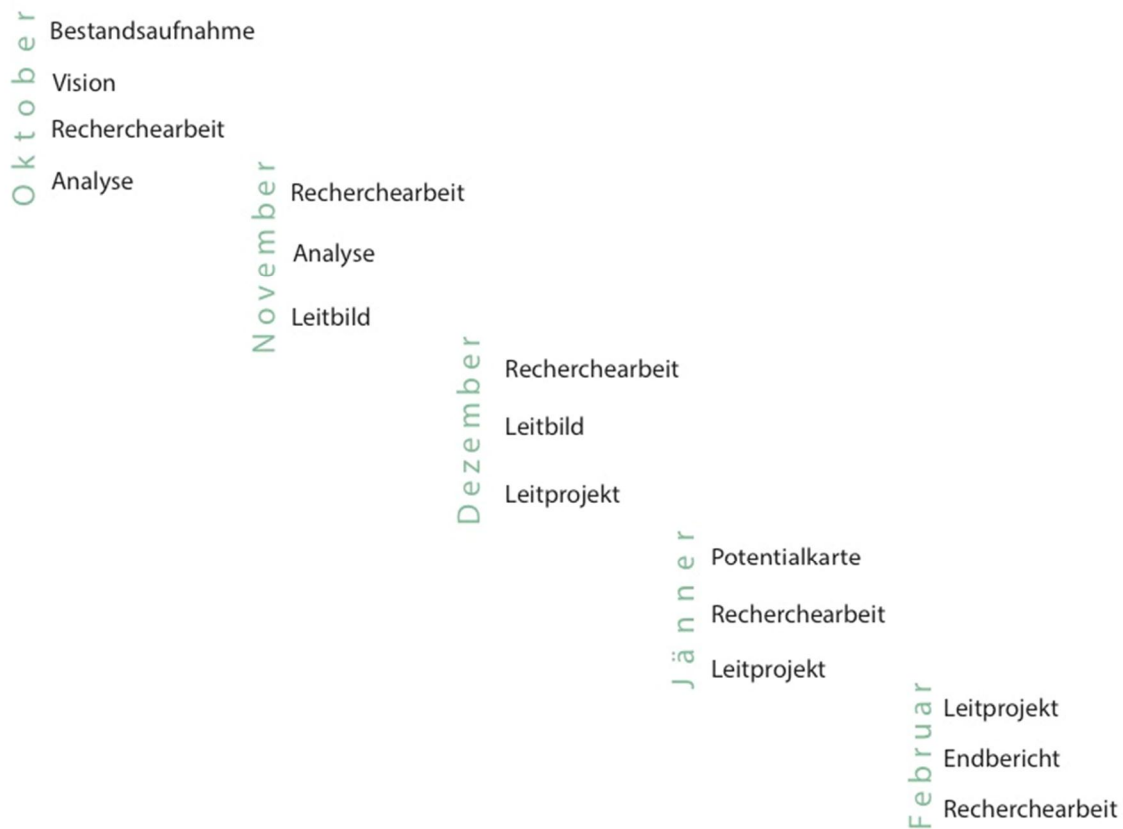 Oktober
Bestandsaufnahme
Vision
Recherchearbeit
Analyse
November
Recherchearbeit
Analyse
Leitbild
Dezember
Recherchearbeit
Leitbild
Leitprojekt
Jänner
Potentialkarte
Recherchearbeit
Leitprojekt
Februar
Leitprojekt
Endbericht
Recherchearbeit